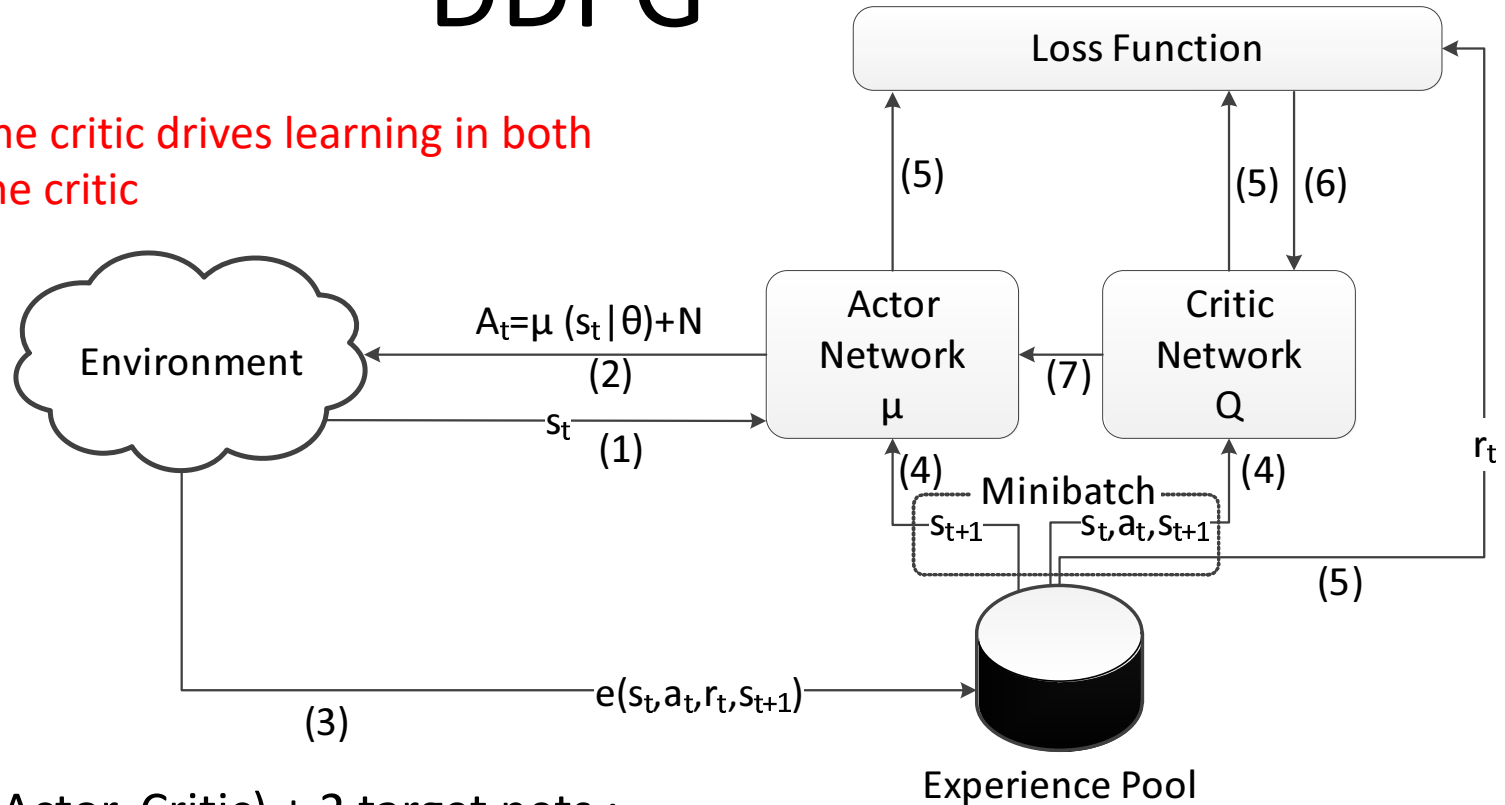 DDPG
he critic drives learning in both
he critic
Loss Function
(5)
(5)
(6)
Environment
Aₜ=μ (sₜ|θ)+N
(2)
sₜ
(1)
Actor
Network
μ
(7)
Critic
Network
Q
rₜ
(4)
(4)
Minibatch
sₜ₊₁
sₜ,aₜ,sₜ₊₁
(5)
e(sₜ,aₜ,rₜ,sₜ₊₁)
(3)
Experience Pool
Actor, Critic) + 2 target nets :